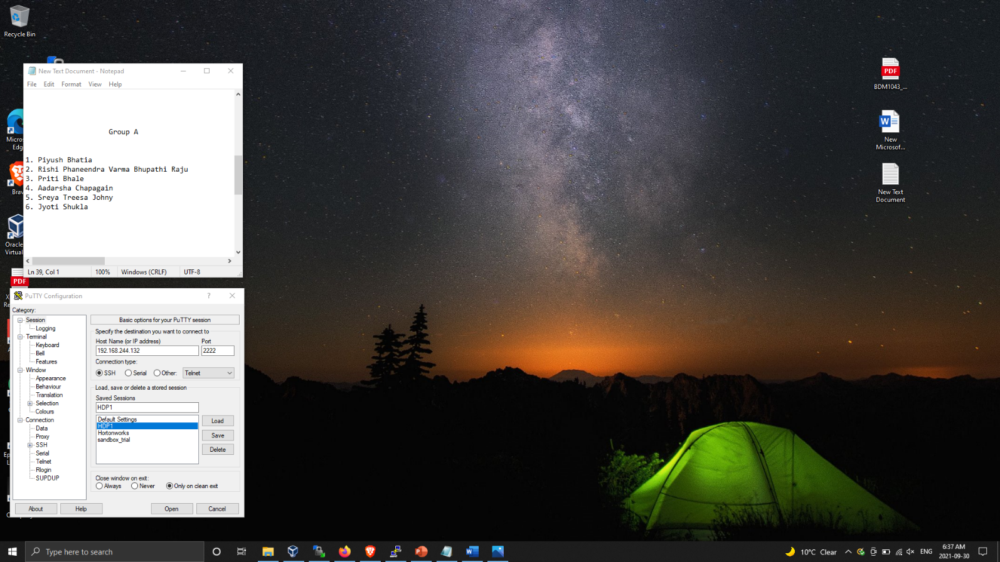 Recycle Bin
New Text Document - Notepad
File Edit Format View Help
Group A
1. Piyush Bhatia
2. Rishi Phaneendra Varma Bhupathi Raju
3. Priti Bhale
4. Aadarsha Chapagain
5. Sreya Treesa Johny
6. Jyoti Shukla
Ln 39, Col 1 100% Windows (CRLF) UTF-8
Micros
Edg
Brav
Oracle
Virtual
PDF
PuTTY Configuration ?
Category:
Session
Logging
Terminal
Keyboard
Bell
Features
Window
Appearance
Behaviour
Translation
Selection
Colours
Connection
Data
Proxy
SSH
Serial
Telnet
Rlogin
SUPDUP
Basic options for your PuTTY session
Specify the destination you want to connect to
Host Name (or IP address) Port
192.168.244.132 2222
Connection type:
SSH Serial Other: Telnet
Load, save or delete a stored session
Saved Sessions
HDP1
Default Settings
HDP1
Hortonworks
sandbox_trial
Load
Save
Delete
Close window on exit:
Always Never Only on clean exit
About Help Open Cancel
PDF
BDM1043_...
W
New
Microsof...
New Text
Document
Type here to search
10°C Clear
ENG
6:37 AM
2021-09-30